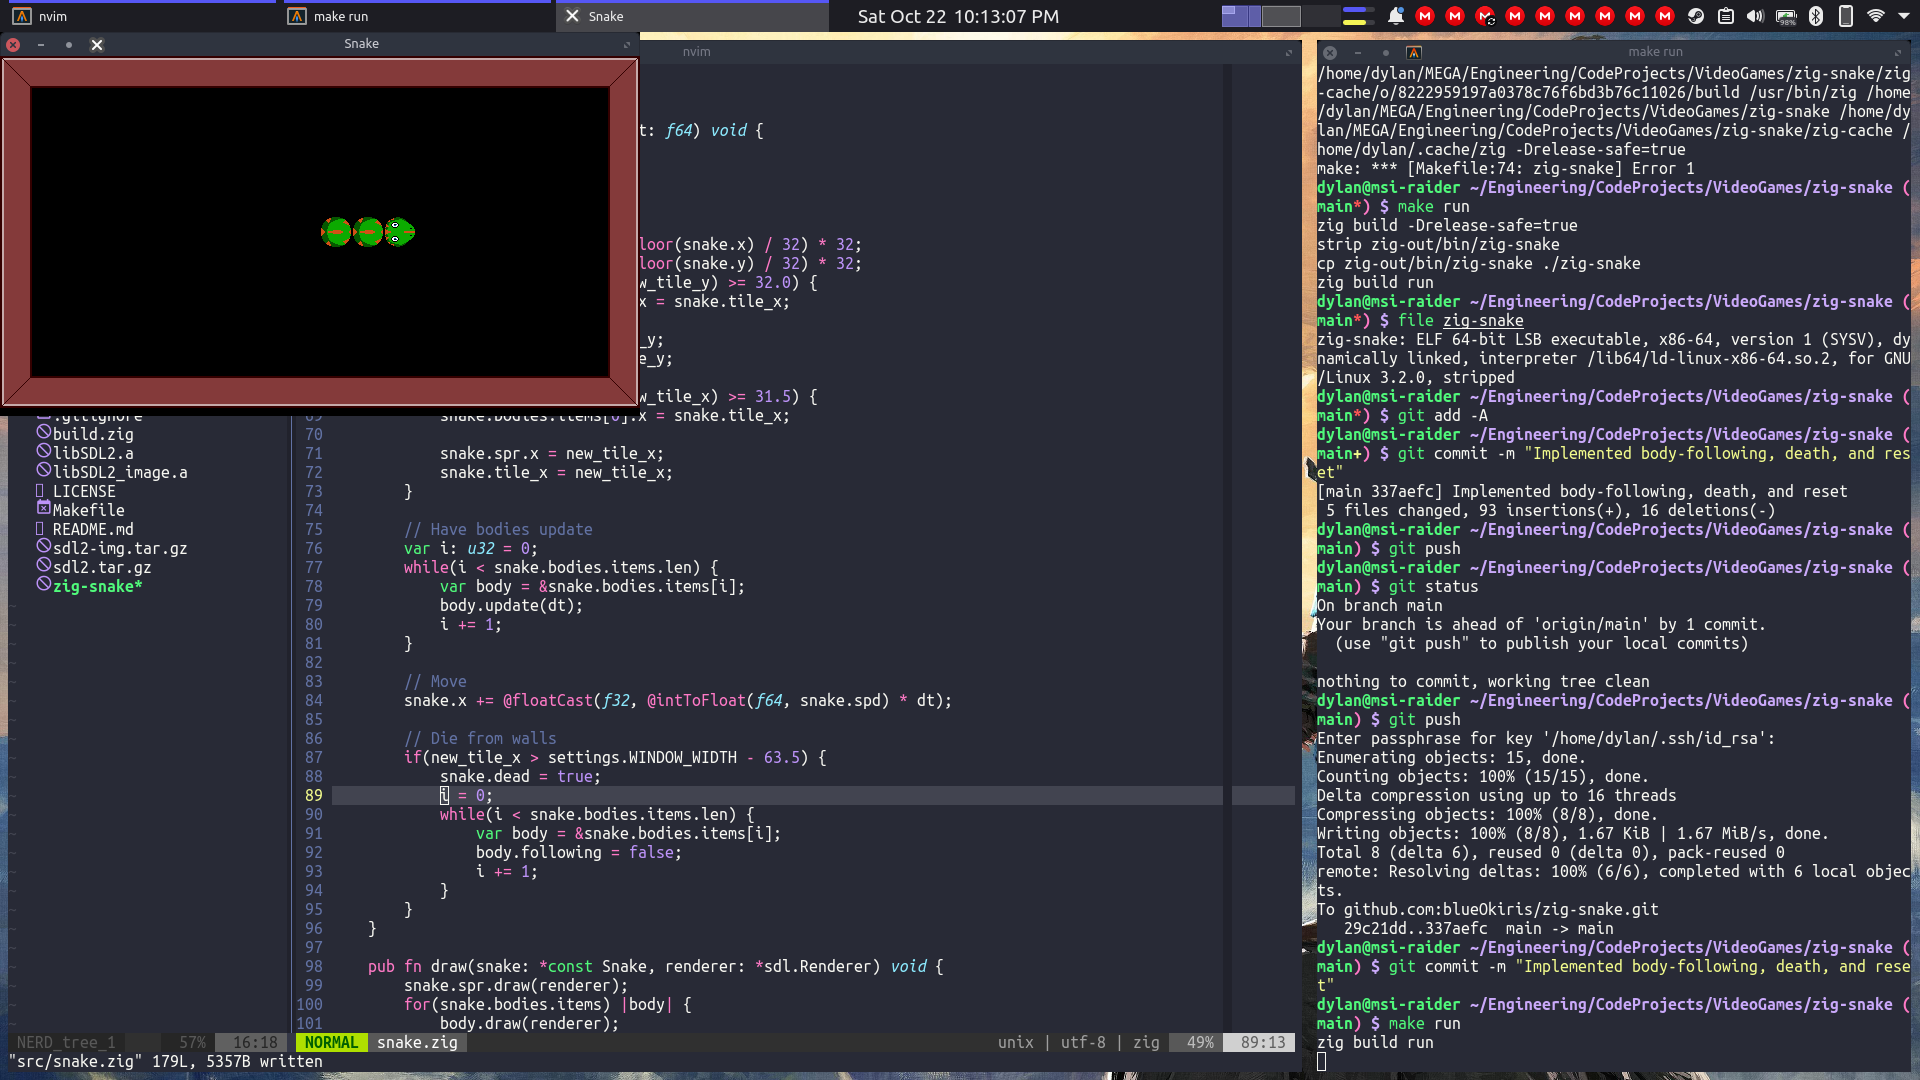 nvim
make run
Snake
Sat Oct 22 10:13:07 PM
98%
Snake
nvim
make run
t: f64) void {
loor(snake.x) / 32) * 32;
loor(snake.y) / 32) * 32;
w_tile_y) >= 32.0) {
x = snake.tile_x;
_y;
e_y;
w_tile_x) >= 31.5) {
69 snake.bodies.items[0].x = snake.tile_x;
70
71 snake.spr.x = new_tile_x;
72 snake.tile_x = new_tile_x;
73 }
74
75 // Have bodies update
76 var i: u32 = 0;
77 while(i < snake.bodies.items.len) {
78 var body = &snake.bodies.items[i];
79 body.update(dt);
80 i += 1;
81 }
82
83 // Move
84 snake.x += @floatCast(f32, @intToFloat(f64, snake.spd) * dt);
85
86 // Die from walls
87 if(new_tile_x > settings.WINDOW_WIDTH - 63.5) {
88 snake.dead = true;
89 i = 0;
90 while(i < snake.bodies.items.len) {
91 var body = &snake.bodies.items[i];
92 body.following = false;
93 i += 1;
94 }
95 }
96 }
97
98 pub fn draw(snake: *const Snake, renderer: *sdl.Renderer) void {
99 snake.spr.draw(renderer);
100 for(snake.bodies.items) |body| {
101 body.draw(renderer);
.gitignore
build.zig
libSDL2.a
libSDL2_image.a
LICENSE
Makefile
README.md
sdl2-img.tar.gz
sdl2.tar.gz
zig-snake*
NERD_tree_1 57% 16:18 NORMAL snake.zig unix | utf-8 | zig 49% 89:13
"src/snake.zig" 179L, 5357B written
/home/dylan/MEGA/Engineering/CodeProjects/VideoGames/zig-snake/zig
-cache/o/8222959197a0378c76f6bd3b76c11026/build /usr/bin/zig /home
/dylan/MEGA/Engineering/CodeProjects/VideoGames/zig-snake /home/dy
lan/MEGA/Engineering/CodeProjects/VideoGames/zig-snake/zig-cache /
home/dylan/.cache/zig -Drelease-safe=true
make: *** [Makefile:74: zig-snake] Error 1
dylan@msi-raider ~/Engineering/CodeProjects/VideoGames/zig-snake (
main*) $ make run
zig build -Drelease-safe=true
strip zig-out/bin/zig-snake
cp zig-out/bin/zig-snake ./zig-snake
zig build run
dylan@msi-raider ~/Engineering/CodeProjects/VideoGames/zig-snake (
main*) $ file zig-snake
zig-snake: ELF 64-bit LSB executable, x86-64, version 1 (SYSV), dy
namically linked, interpreter /lib64/ld-linux-x86-64.so.2, for GNU
/Linux 3.2.0, stripped
dylan@msi-raider ~/Engineering/CodeProjects/VideoGames/zig-snake (
main*) $ git add -A
dylan@msi-raider ~/Engineering/CodeProjects/VideoGames/zig-snake (
main+) $ git commit -m "Implemented body-following, death, and res
et"
[main 337aefc] Implemented body-following, death, and reset
5 files changed, 93 insertions(+), 16 deletions(-)
dylan@msi-raider ~/Engineering/CodeProjects/VideoGames/zig-snake (
main) $ git push
dylan@msi-raider ~/Engineering/CodeProjects/VideoGames/zig-snake (
main) $ git status
On branch main
Your branch is ahead of 'origin/main' by 1 commit.
(use "git push" to publish your local commits)
nothing to commit, working tree clean
dylan@msi-raider ~/Engineering/CodeProjects/VideoGames/zig-snake (
main) $ git push
Enter passphrase for key '/home/dylan/.ssh/id_rsa':
Enumerating objects: 15, done.
Counting objects: 100% (15/15), done.
Delta compression using up to 16 threads
Compressing objects: 100% (8/8), done.
Writing objects: 100% (8/8), 1.67 KiB | 1.67 MiB/s, done.
Total 8 (delta 6), reused 0 (delta 0), pack-reused 0
remote: Resolving deltas: 100% (6/6), completed with 6 local objec
ts.
To github.com:blueOkiris/zig-snake.git
29c21dd..337aefc main -> main
dylan@msi-raider ~/Engineering/CodeProjects/VideoGames/zig-snake (
main) $ git commit -m "Implemented body-following, death, and rese
t"
dylan@msi-raider ~/Engineering/CodeProjects/VideoGames/zig-snake (
main) $ make run
zig build run